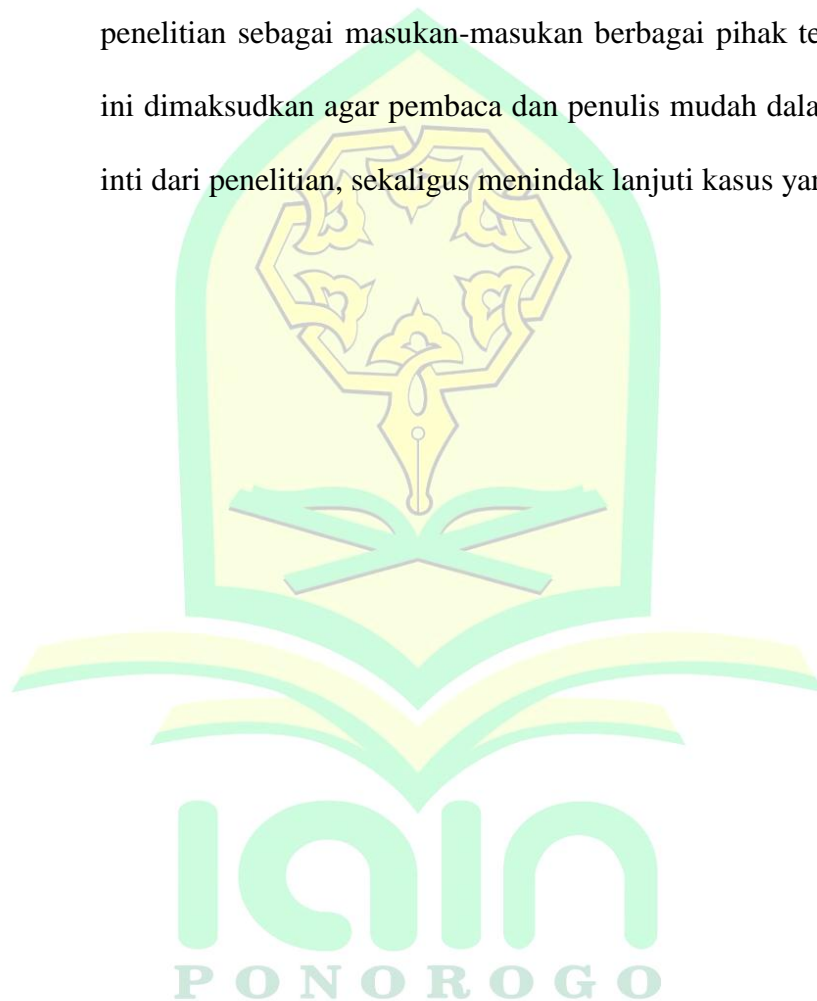 penelitian sebagai masukan-masukan berbagai pihak
ini dimaksudkan agar pembaca dan penulis mudah
inti dari penelitian, sekaligus menindak lanjuti kasus
iain
PONOROGO